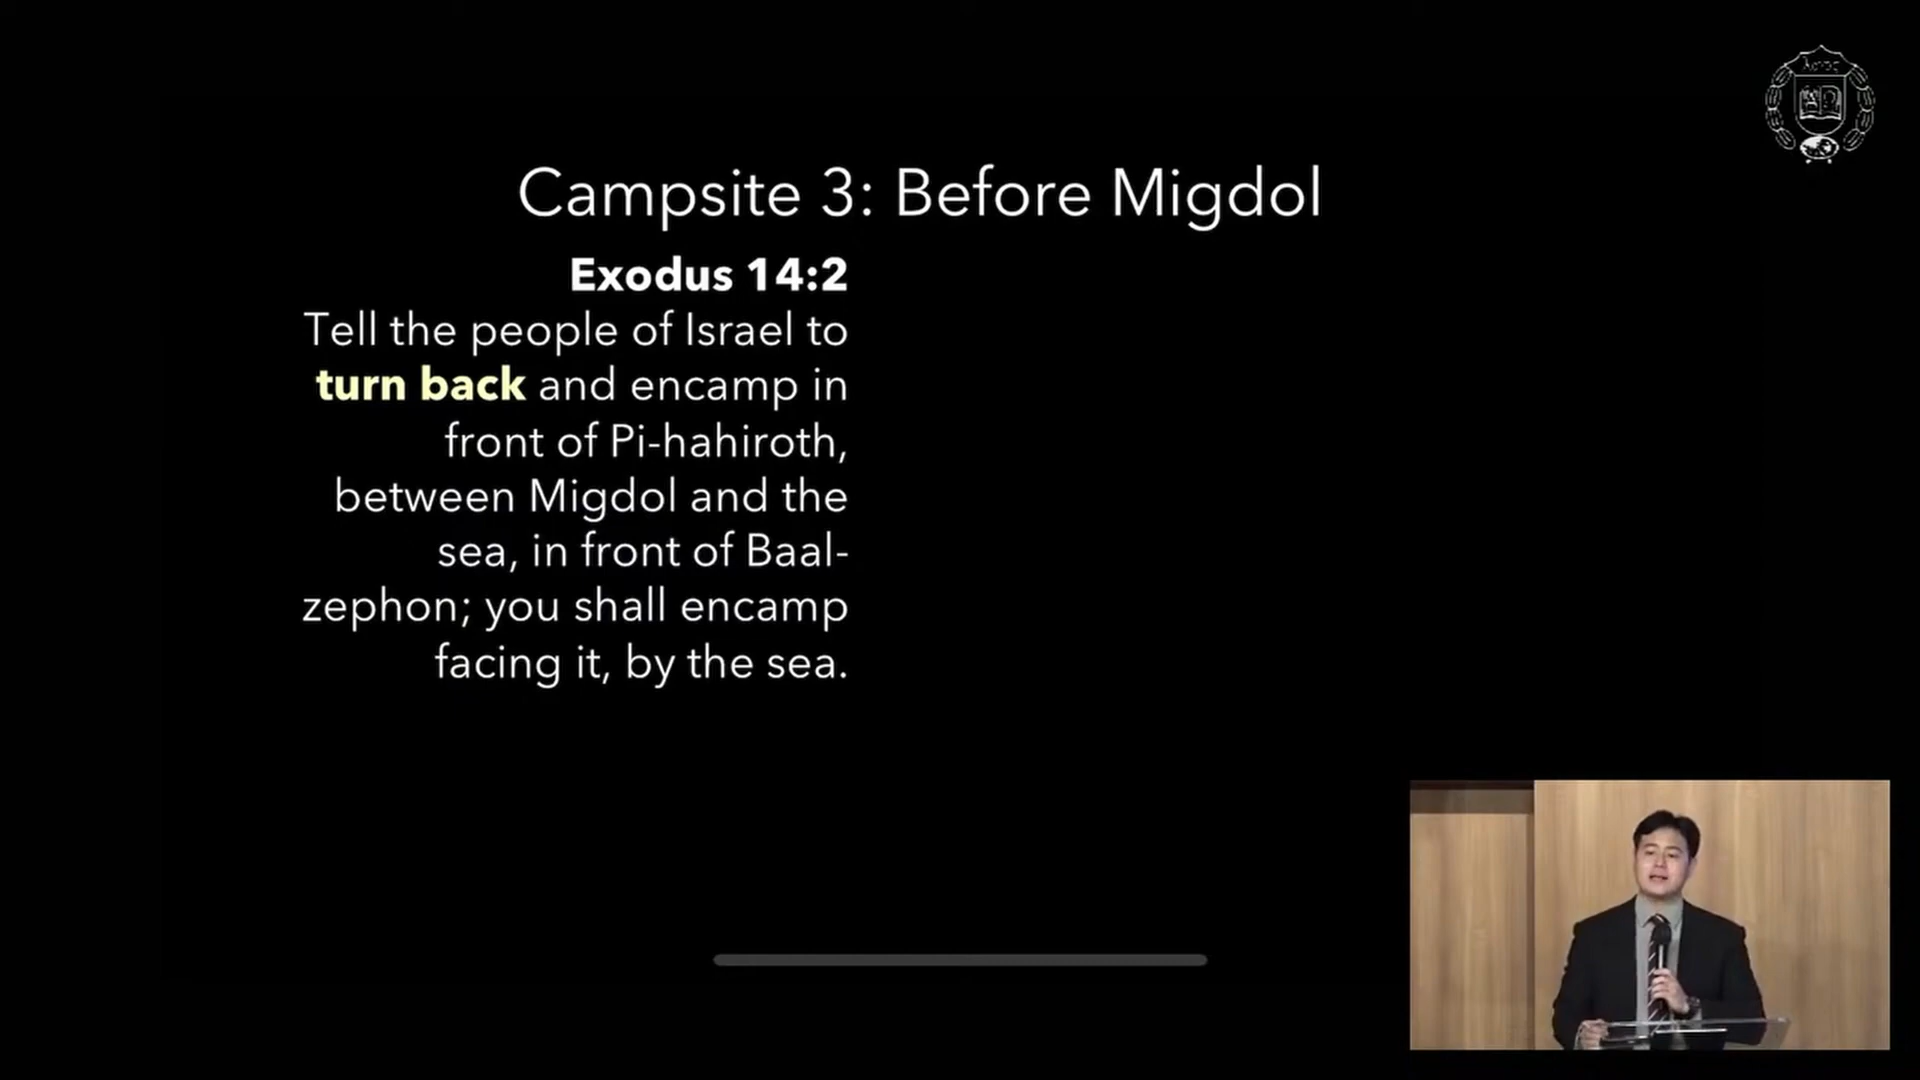 Campsite 3: Before Migdol
Exodus 14:2
Tell the people of Israel to
turn back and encamp in
front of Pi-hahiroth,
between Migdol and the
sea, in front of Baal-
zephon; you shall encamp
facing it, by the sea.